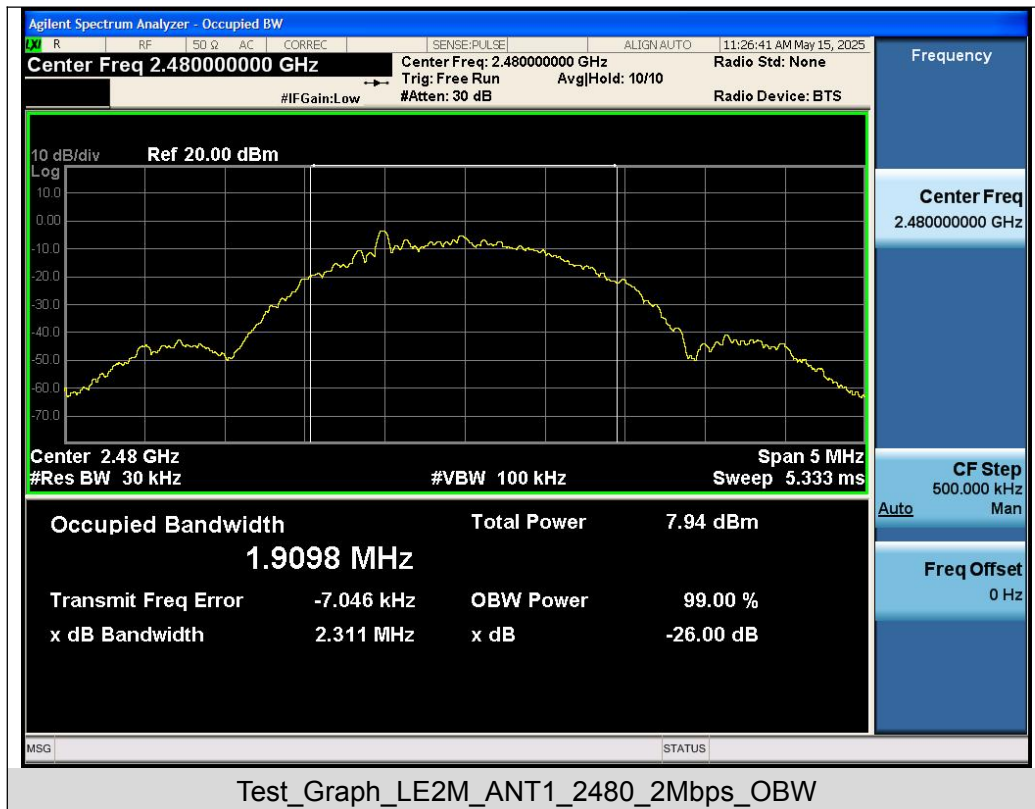 Agilent Spectrum Analyzer - Occupied BW
LXI R RF 50 Ω AC CORREC SENSE:PULSE ALIGN AUTO 11:26:41 AM May 15, 2025
Center Freq 2.480000000 GHz
Center Freq: 2.480000000 GHz
Radio Std: None
Trig: Free Run Avg|Hold: 10/10
#IFGain:Low
#Atten: 30 dB
Radio Device: BTS
Frequency
10 dB/div Ref 20.00 dBm
Log
10.0
0.00
-10.0
-20.0
-30.0
-40.0
-50.0
-60.0
-70.0
Center 2.48 GHz Span 5 MHz
#Res BW 30 kHz #VBW 100 kHz Sweep 5.333 ms
Center Freq
2.480000000 GHz
CF Step
500.000 kHz
Auto Man
Freq Offset
0 Hz
Occupied Bandwidth Total Power 7.94 dBm
1.9098 MHz
Transmit Freq Error -7.046 kHz OBW Power 99.00 %
x dB Bandwidth 2.311 MHz x dB -26.00 dB
MSG STATUS
Test_Graph_LE2M_ANT1_2480_2Mbps_OBW